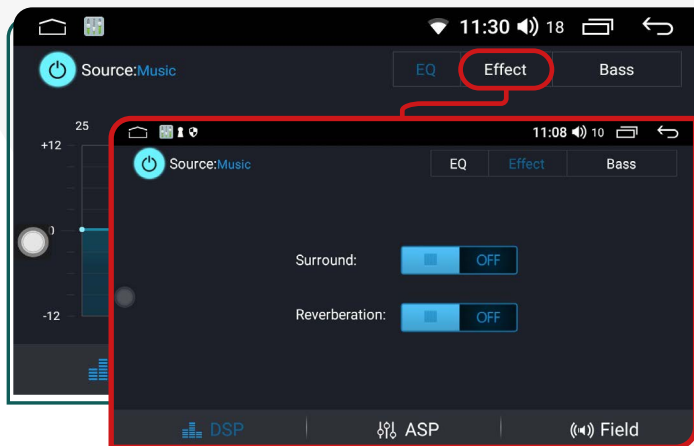 11:30 18
Source:Music EQ Effect Bass
25
+12
0
-12
11:08 10
Source:Music EQ Effect Bass
Surround: OFF
Reverberation: OFF
DSP ASP Field